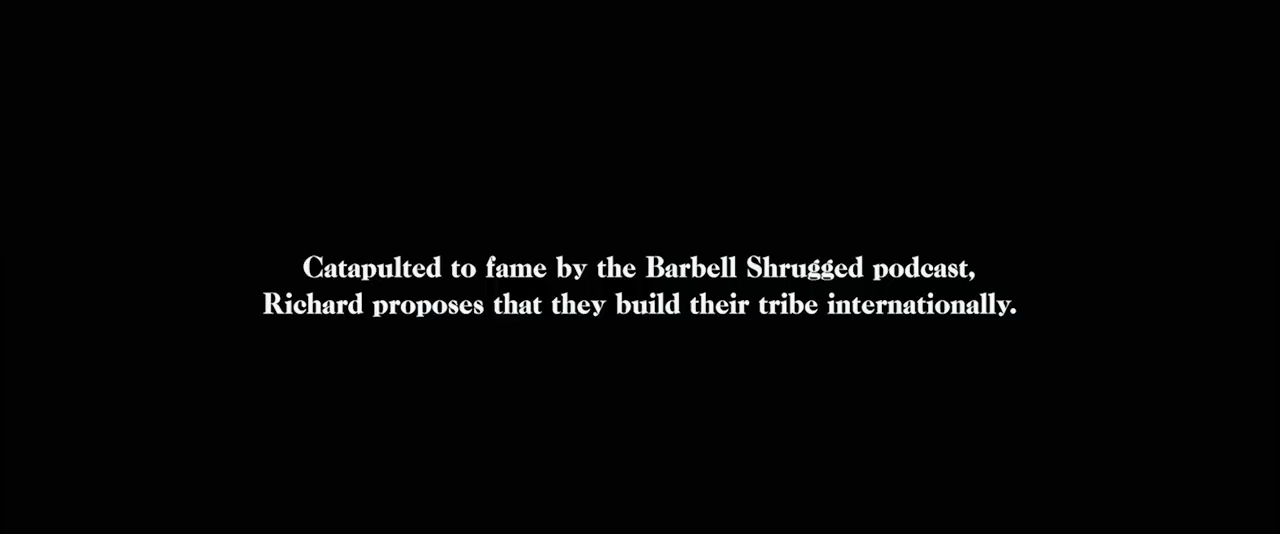 Catapulted to fame by the Barbell Shrugged podcast,
Richard proposes that they build their tribe internationally.